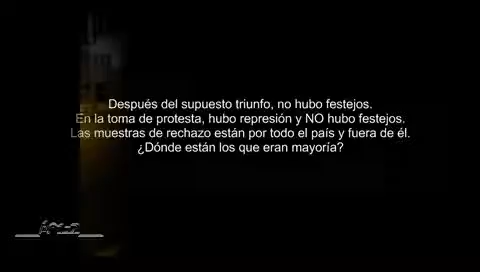 Después del supuesto triunfo, no hubo festejos.
En la toma de protesta, hubo represión y NO hubo festejos.
Las muestras de rechazo están por todo el país y fuera de él.
¿Dónde están los que eran mayoría?